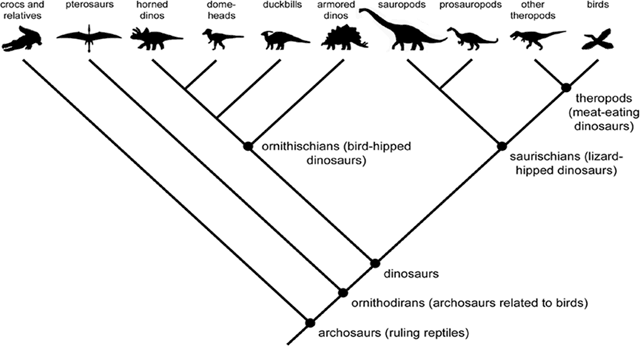 crocs and
relatives
pterosaurs
horned
dinos
dome-
heads
duckbills
armored
dinos
sauropods
prosauropods
other
theropods
birds
theropods
(meat-eating
dinosaurs)
ornithischians (bird-hipped
dinosaurs)
saurischians (lizard-
hipped dinosaurs)
dinosaurs
ornithodirans (archosaurs related to birds)
archosaurs (ruling reptiles)